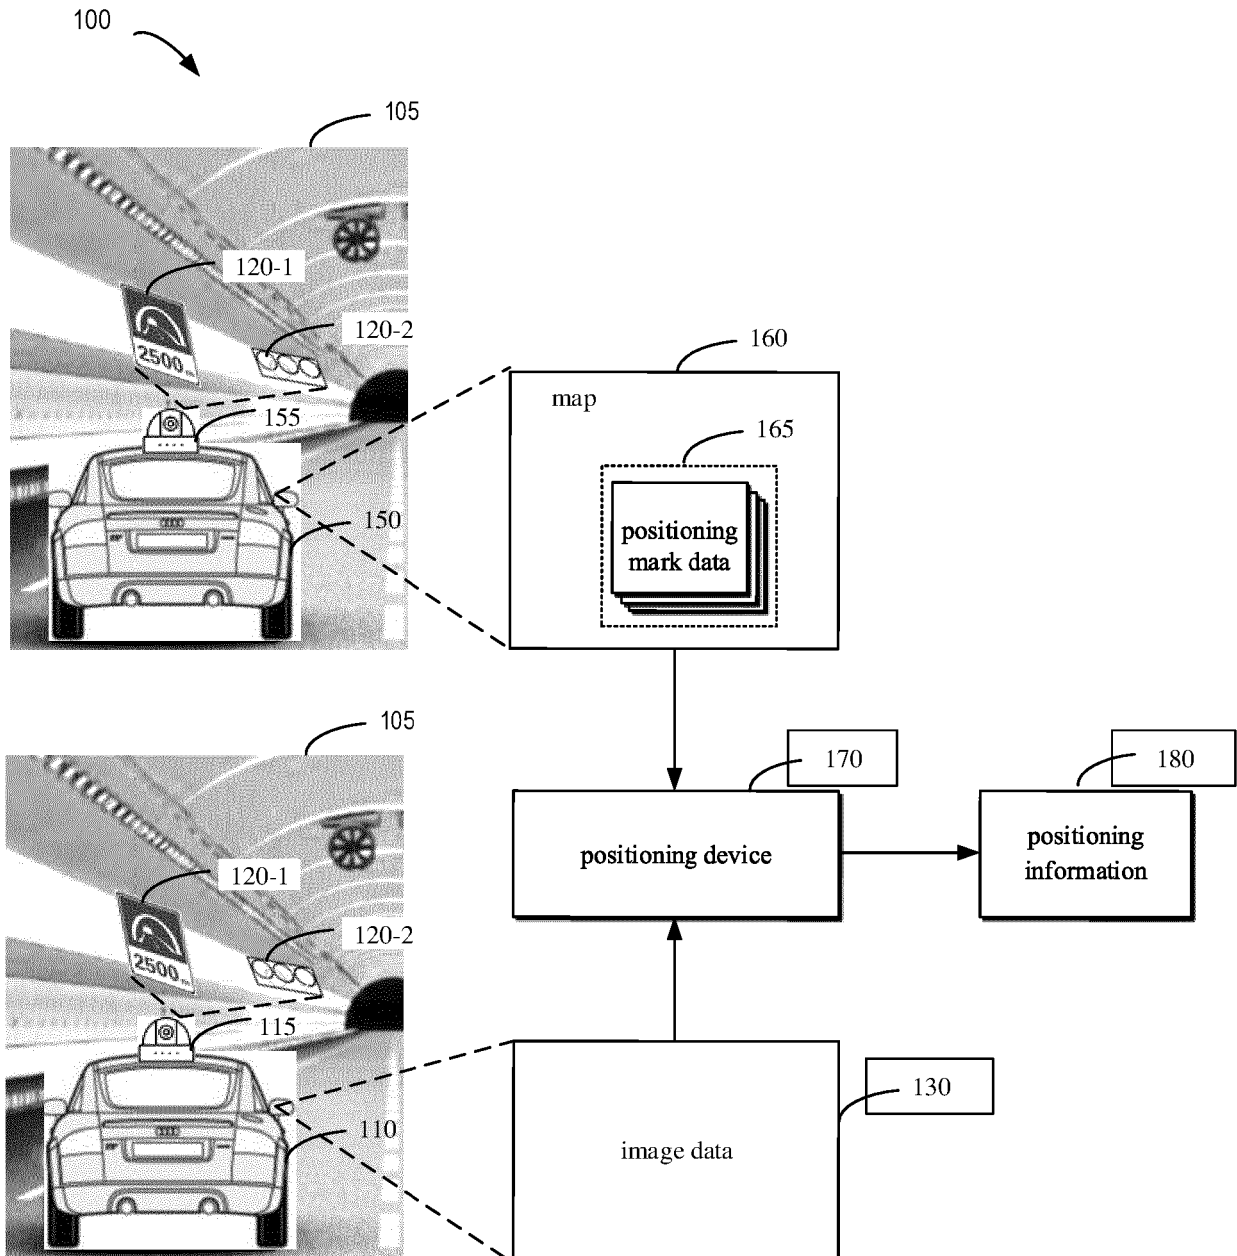 100
105
120-1
120-2
2500
155
150
160
map
165
positioning
mark data
105
120-1
120-2
2500
115
110
170
positioning device
180
positioning
information
130
image data